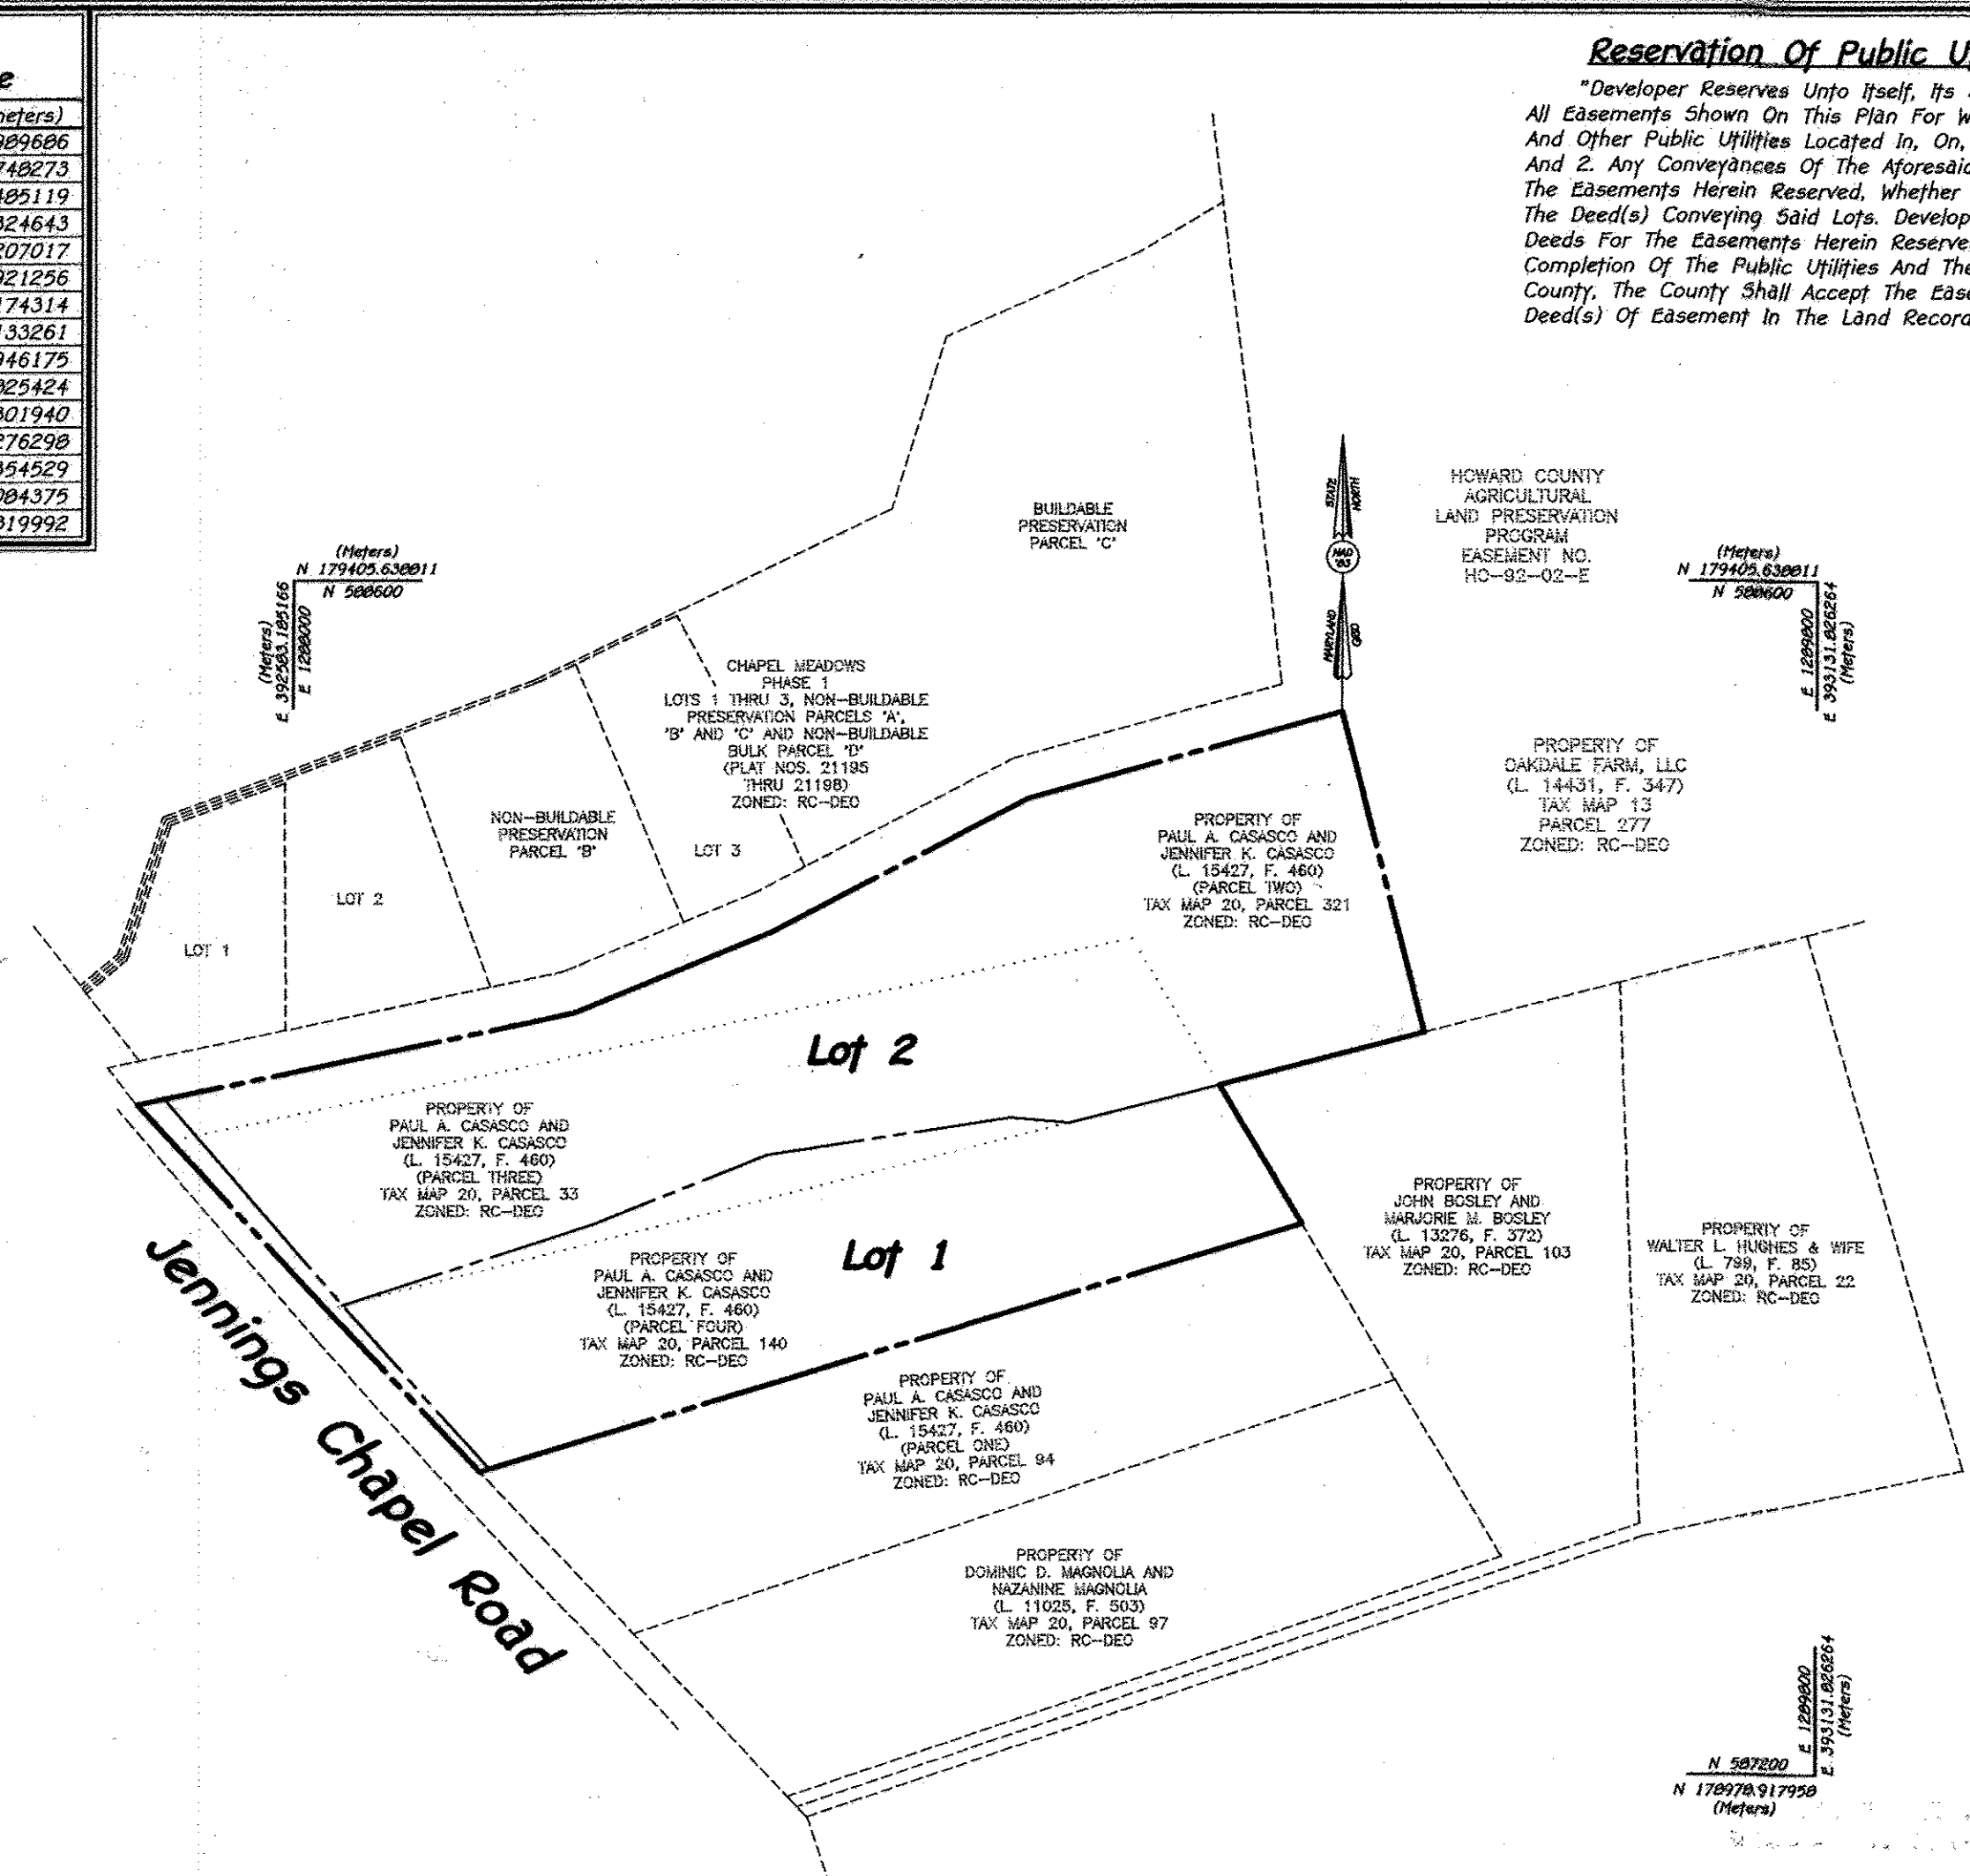 e
(meters)
989686
748273
485119
324643
207017
921256
174314
133261
946175
825424
801940
276298
354529
084375
819992
Reservation Of Public
"Developer Reserves Unto Itself, Its
All Easements Shown On This Plan For
And Other Public Utilities Located In, On,
And 2. Any Conveyances Of The Aforesaid
The Easements Herein Reserved, Whether
The Deed(s) Conveying Said Lots. Develop
Deeds For The Easements Herein Reserve
Completion Of The Public Utilities And The
County, The County Shall Accept The Ease
Deed(s) Of Easement In The Land Record
(Meters)
N 179405.638811
N 588600
(Meters)
E 392583.185166
E 1288000
BUILDABLE
PRESERVATION
PARCEL 'C'
STATE NORTH
NAD '83
MARYLAND GRID
HOWARD COUNTY
AGRICULTURAL
LAND PRESERVATION
PROGRAM
EASEMENT NO.
HO-92-02-E
(Meters)
N 179405.638811
N 588600
E 1289800
E 393131.826264
(Meters)
CHAPEL MEADOWS
PHASE 1
LOTS 1 THRU 3, NON-BUILDABLE
PRESERVATION PARCELS 'A',
'B' AND 'C' AND NON-BUILDABLE
BULK PARCEL 'D'
(PLAT NOS. 21195
THRU 21198)
ZONED: RC-DEO
NON-BUILDABLE
PRESERVATION
PARCEL 'B'
LOT 3
LOT 2
LOT 1
PROPERTY OF
OAKDALE FARM, LLC
(L. 14431, F. 347)
TAX MAP 13
PARCEL 277
ZONED: RC-DEO
PROPERTY OF
PAUL A. CASASCO AND
JENNIFER K. CASASCO
(L. 15427, F. 460)
(PARCEL TWO)
TAX MAP 20, PARCEL 321
ZONED: RC-DEO
Lot 2
PROPERTY OF
PAUL A. CASASCO AND
JENNIFER K. CASASCO
(L. 15427, F. 460)
(PARCEL THREE)
TAX MAP 20, PARCEL 33
ZONED: RC-DEO
Lot 1
PROPERTY OF
PAUL A. CASASCO AND
JENNIFER K. CASASCO
(L. 15427, F. 460)
(PARCEL FOUR)
TAX MAP 20, PARCEL 140
ZONED: RC-DEO
PROPERTY OF
JOHN BOSLEY AND
MARJORIE M. BOSLEY
(L. 13276, F. 372)
TAX MAP 20, PARCEL 103
ZONED: RC-DEO
PROPERTY OF
WALTER L. HUGHES & WIFE
(L. 799, F. 85)
TAX MAP 20, PARCEL 22
ZONED: RC-DEO
PROPERTY OF
PAUL A. CASASCO AND
JENNIFER K. CASASCO
(L. 15427, F. 460)
(PARCEL ONE)
TAX MAP 20, PARCEL 94
ZONED: RC-DEO
Jennings Chapel Road
PROPERTY OF
DOMINIC D. MAGNOLIA AND
NAZANINE MAGNOLIA
(L. 11025, F. 503)
TAX MAP 20, PARCEL 97
ZONED: RC-DEO
E 1289800
E 393131.826264
(Meters)
N 587200
N 178978.917958
(Meters)